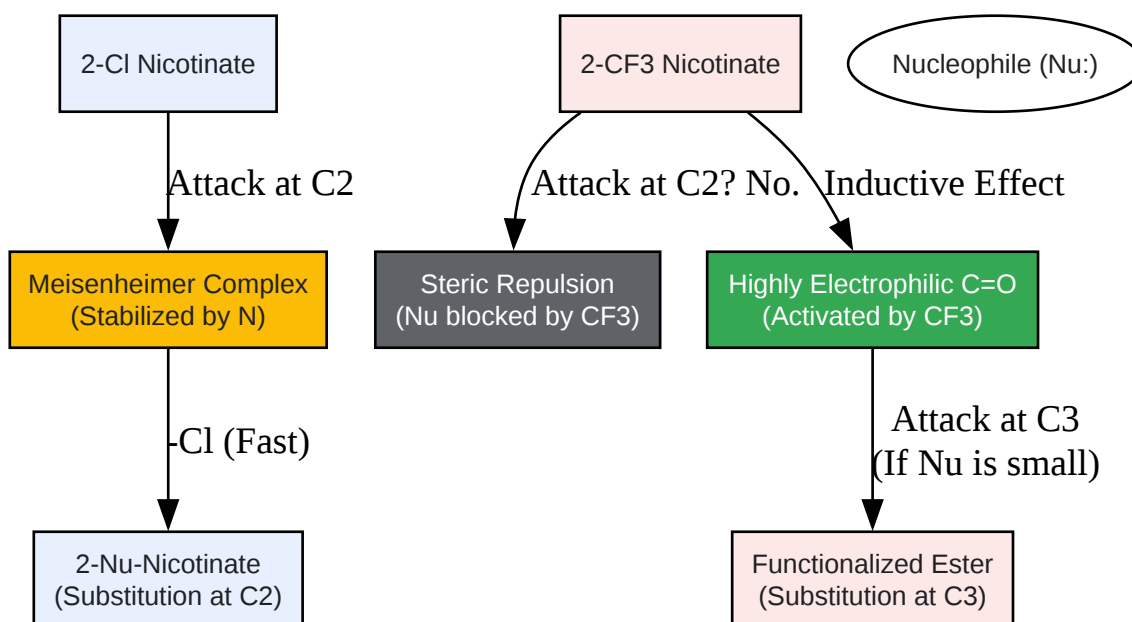 2-Cl Nicotinate
2-CF3 Nicotinate
Nucleophile (Nu:)
Attack at C2
Attack at C2? No.
Inductive Effect
Meisenheimer Complex
(Stabilized by N)
Steric Repulsion
(Nu blocked by CF3)
Highly Electrophilic C=O
(Activated by CF3)
-Cl (Fast)
Attack at C3
(If Nu is small)
2-Nu-Nicotinate
(Substitution at C2)
Functionalized Ester
(Substitution at C3)